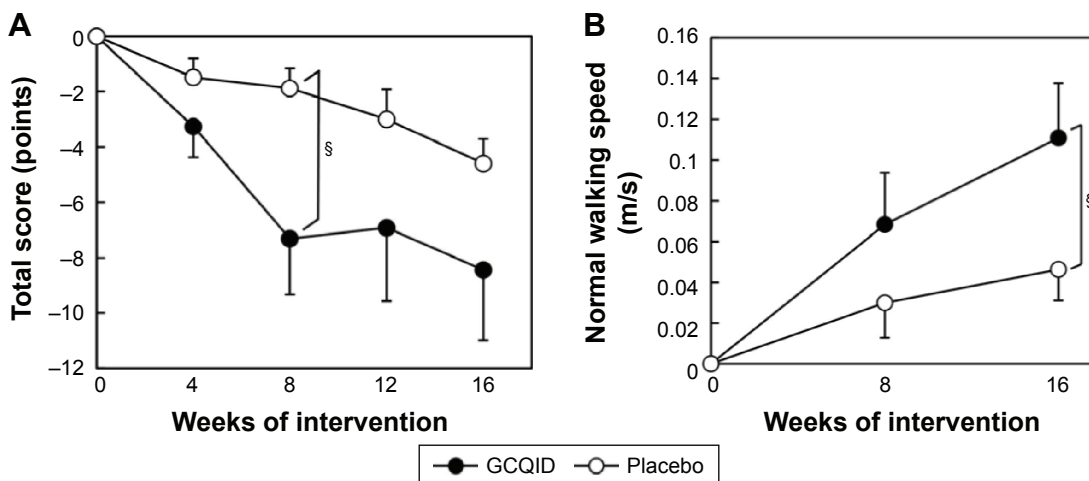 A
Total score (points)
0
–2
–4
–6
–8
–10
–12
§
0
4
8
12
16
Weeks of intervention
B
Normal walking speed
(m/s)
0.16
0.14
0.12
0.1
0.08
0.06
0.04
0.02
0
§
0
8
16
Weeks of intervention
GCQID
Placebo